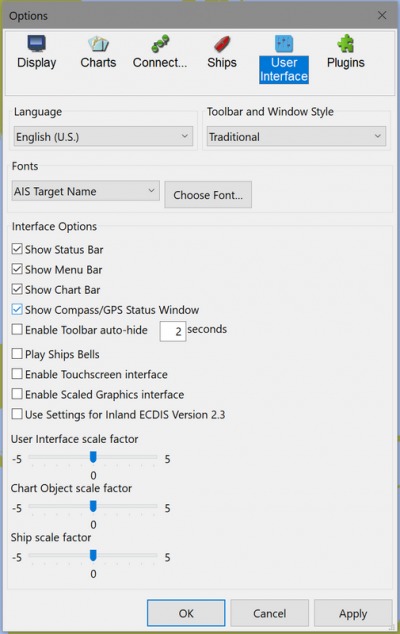 Options
Display Charts Connect... Ships User Interface Plugins
Language Toolbar and Window Style
English (U.S.) Traditional
Fonts
AIS Target Name Choose Font...
Interface Options
Show Status Bar
Show Menu Bar
Show Chart Bar
Show Compass/GPS Status Window
Enable Toolbar auto-hide 2 seconds
Play Ships Bells
Enable Touchscreen interface
Enable Scaled Graphics interface
Use Settings for Inland ECDIS Version 2.3
User Interface scale factor
-5 5
0
Chart Object scale factor
-5 5
0
Ship scale factor
-5 5
0
OK Cancel Apply